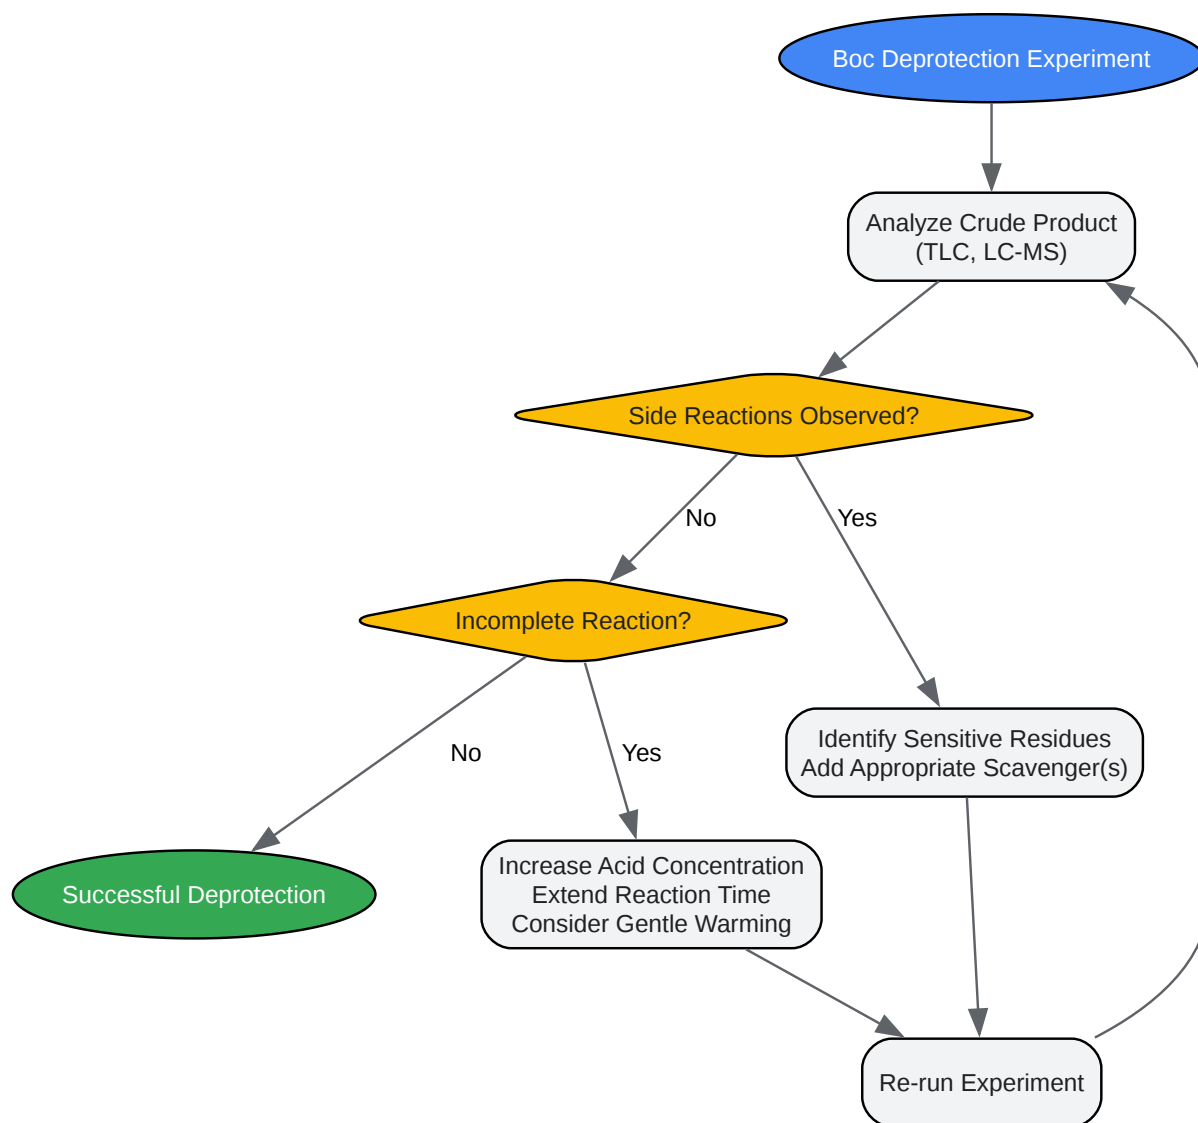 Boc Deprotection Experiment
Analyze Crude Product
(TLC, LC-MS)
Side Reactions Observed?
No
Yes
Incomplete Reaction?
Identify Sensitive Residues
Add Appropriate Scavenger(s)
No
Yes
Successful Deprotection
Increase Acid Concentration
Extend Reaction Time
Consider Gentle Warming
Re-run Experiment